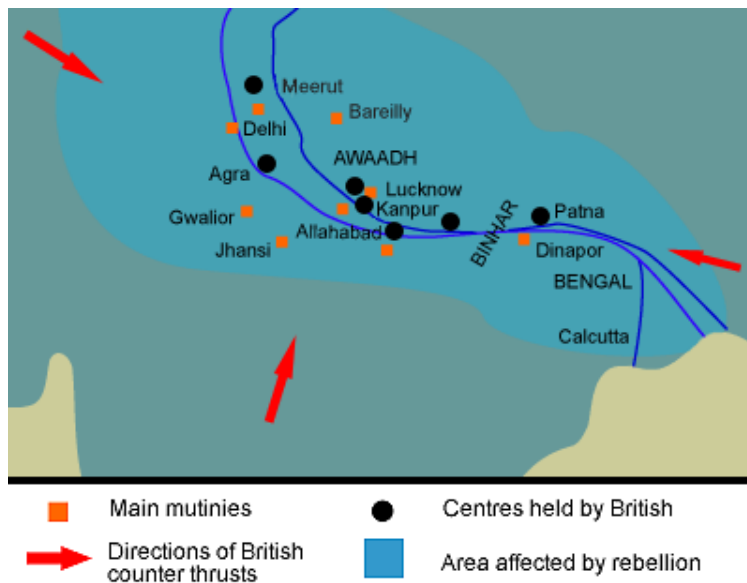 Meerut
Bareilly
Delhi
AWAADH
Agra
Lucknow
Kanpur
Gwalior
Patna
Allahabad
BINHAR
Jhansi
Dinapor
BENGAL
Calcutta
Main mutinies
Centres held by British
Directions of British
counter thrusts
Area affected by rebellion